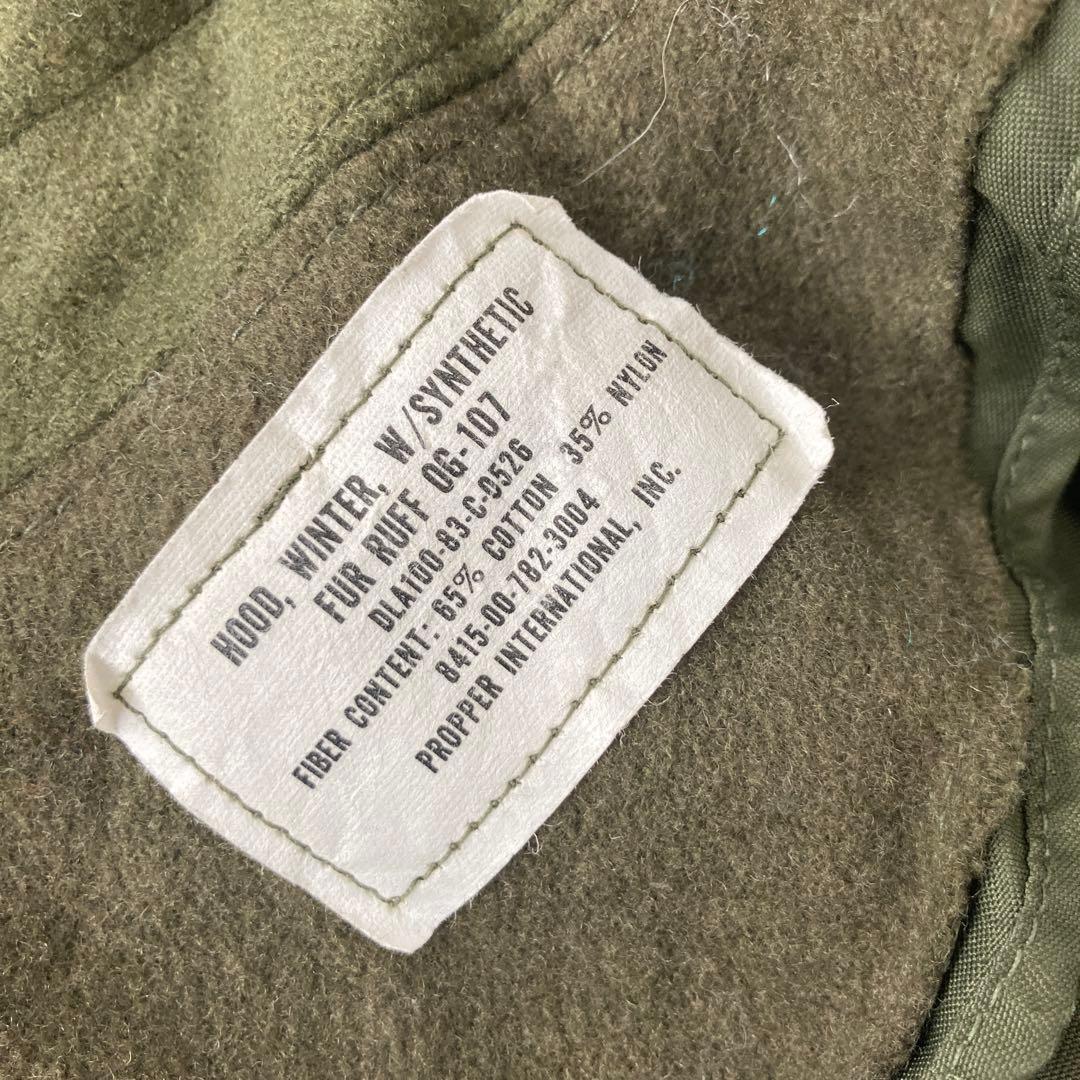 HOOD, WINTER, W/SYNTHETIC
FUR RUFF OG-107
DLA100-83-C-0526
FIBER CONTENT: 65% COTTON 35% NYLON
8415-00-782-3004
PROPPER INTERNATIONAL, INC.